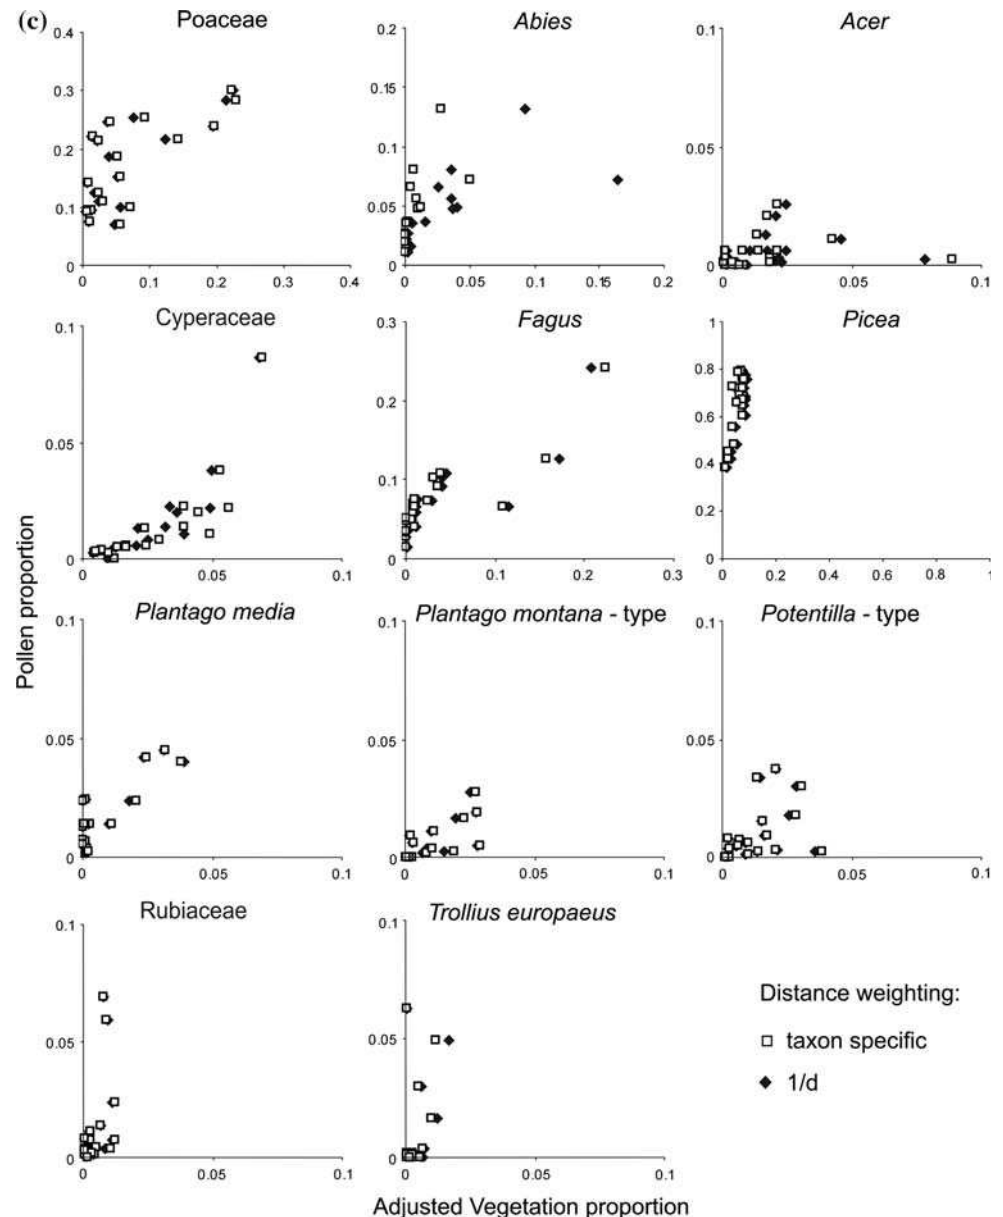 (c) Poaceae Abies Acer
0.4 0.2 0.1
0.3 0.15
0.2 0.1 0.05
0.1 0.05
0 0 0
0 0.1 0.2 0.3 0.4 0 0.05 0.1 0.15 0.2 0 0.05 0.1
Cyperaceae Fagus Picea
0.1 0.3 1
0.8
0.2
0.05 0.6
0.4
0.1
0.2
0 0 0
0 0.05 0.1 0 0.1 0.2 0.3 0 0.2 0.4 0.6 0.8 1
Pollen proportion
Plantago media Plantago montana - type Potentilla - type
0.1 0.1 0.1
0.05 0.05 0.05
0 0 0
0 0.05 0.1 0 0.05 0.1 0 0.05 0.1
Rubiaceae Trollius europaeus
0.1 0.1
Distance weighting:
0.05 0.05 taxon specific
1/d
0 0
0 0.05 0.1 0 0.05 0.1
Adjusted Vegetation proportion